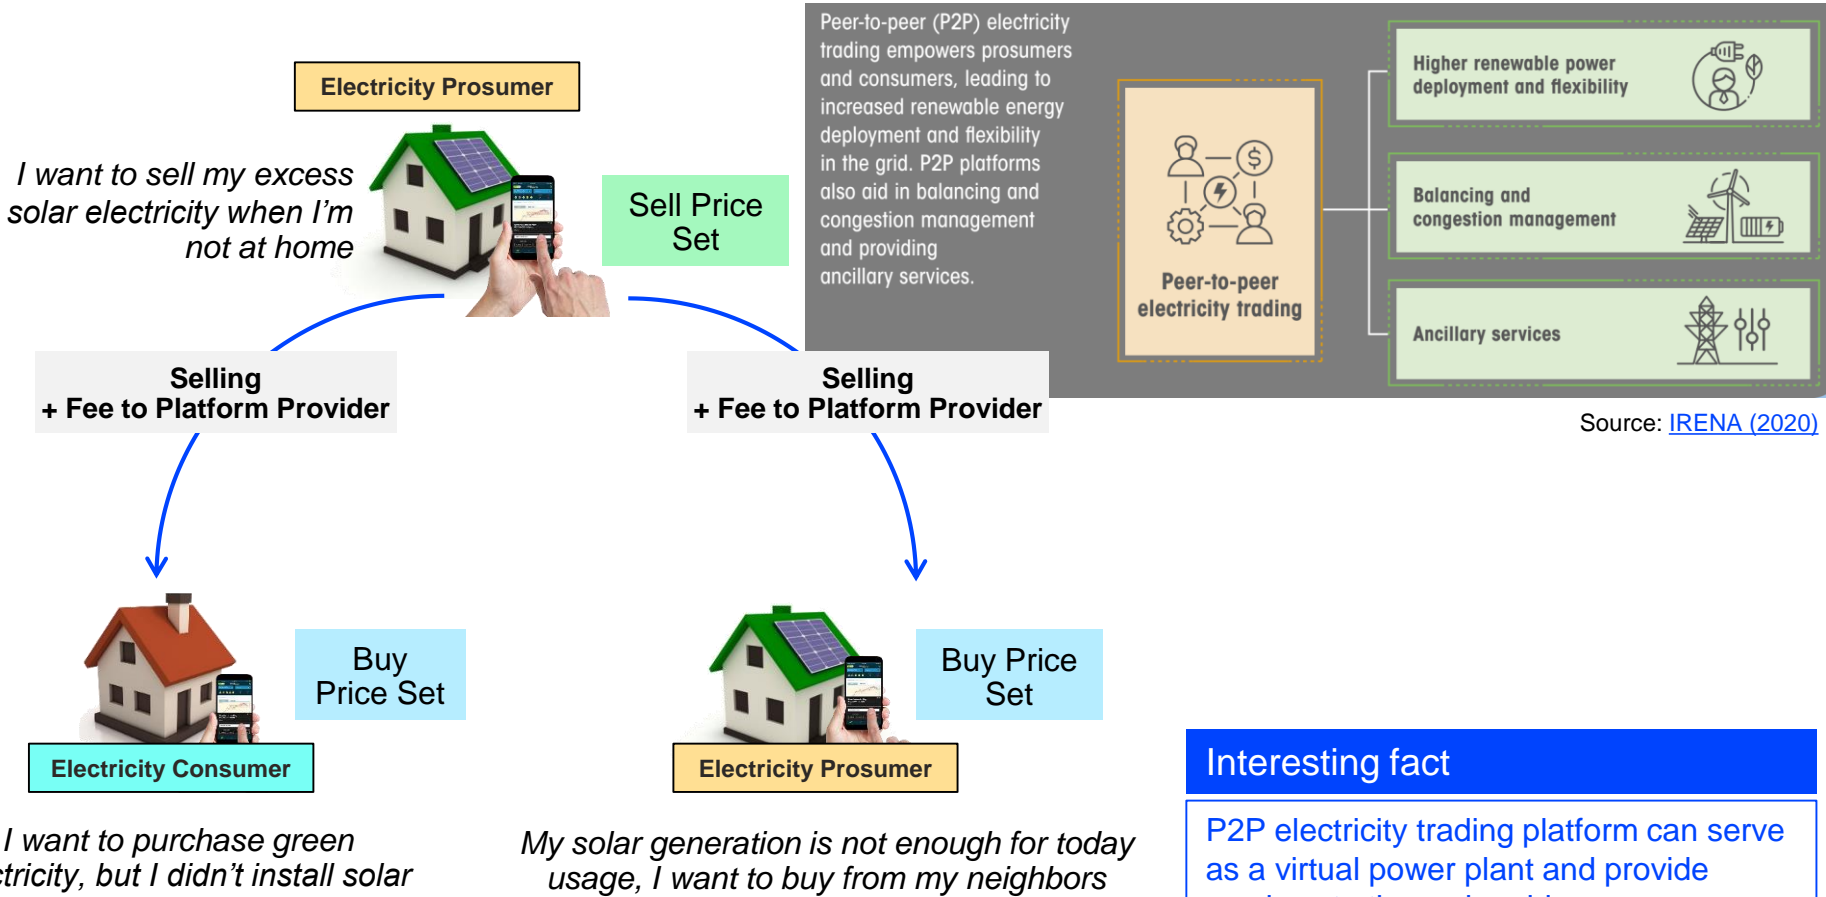 Electricity Prosumer
I want to sell my excess
solar electricity when I’m
not at home
Sell Price
Set
Peer-to-peer (P2P) electricity
trading empowers prosumers
and consumers, leading to
increased renewable energy
deployment and flexibility
in the grid. P2P platforms
also aid in balancing and
congestion management
and providing
ancillary services.
Peer-to-peer
electricity trading
Higher renewable power
deployment and flexibility
Balancing and
congestion management
Ancillary services
Source: IRENA (2020)
Selling
+ Fee to Platform Provider
Selling
+ Fee to Platform Provider
Buy
Price Set
Electricity Consumer
I want to purchase green
ctricity, but I didn’t install solar
Buy Price
Set
Electricity Prosumer
My solar generation is not enough for today
usage, I want to buy from my neighbors
Interesting fact
P2P electricity trading platform can serve
as a virtual power plant and provide